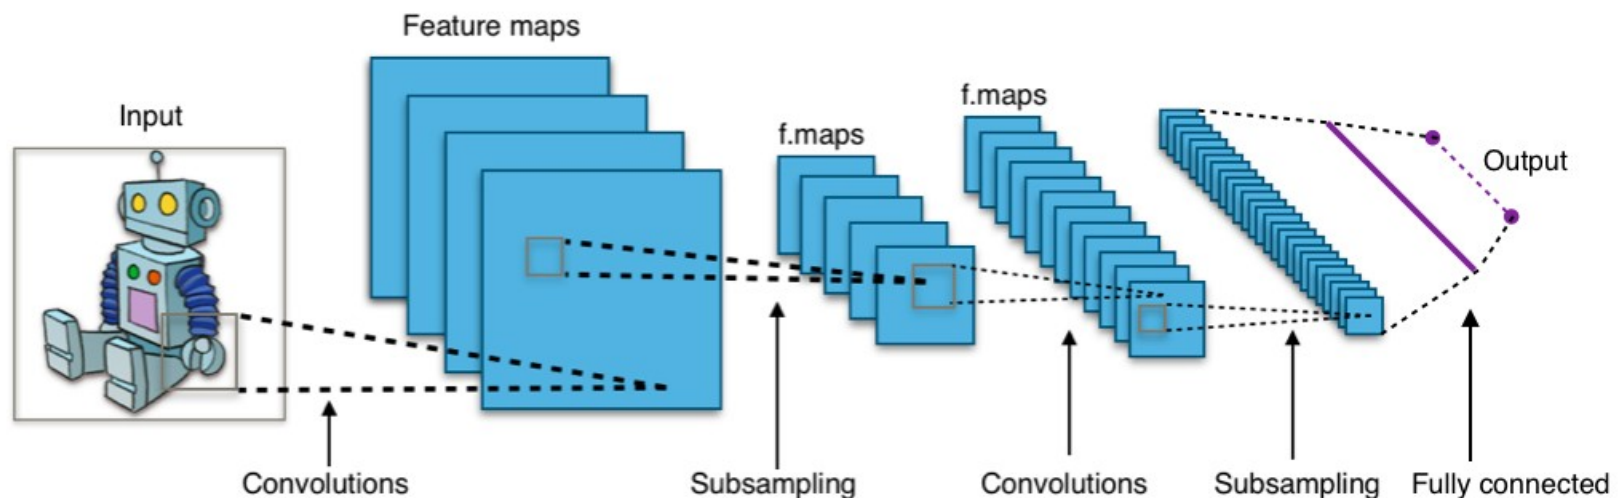 Feature maps
f.maps
Input
f.maps
Output
Convolutions
Subsampling
Convolutions
Subsampling
Fully connected